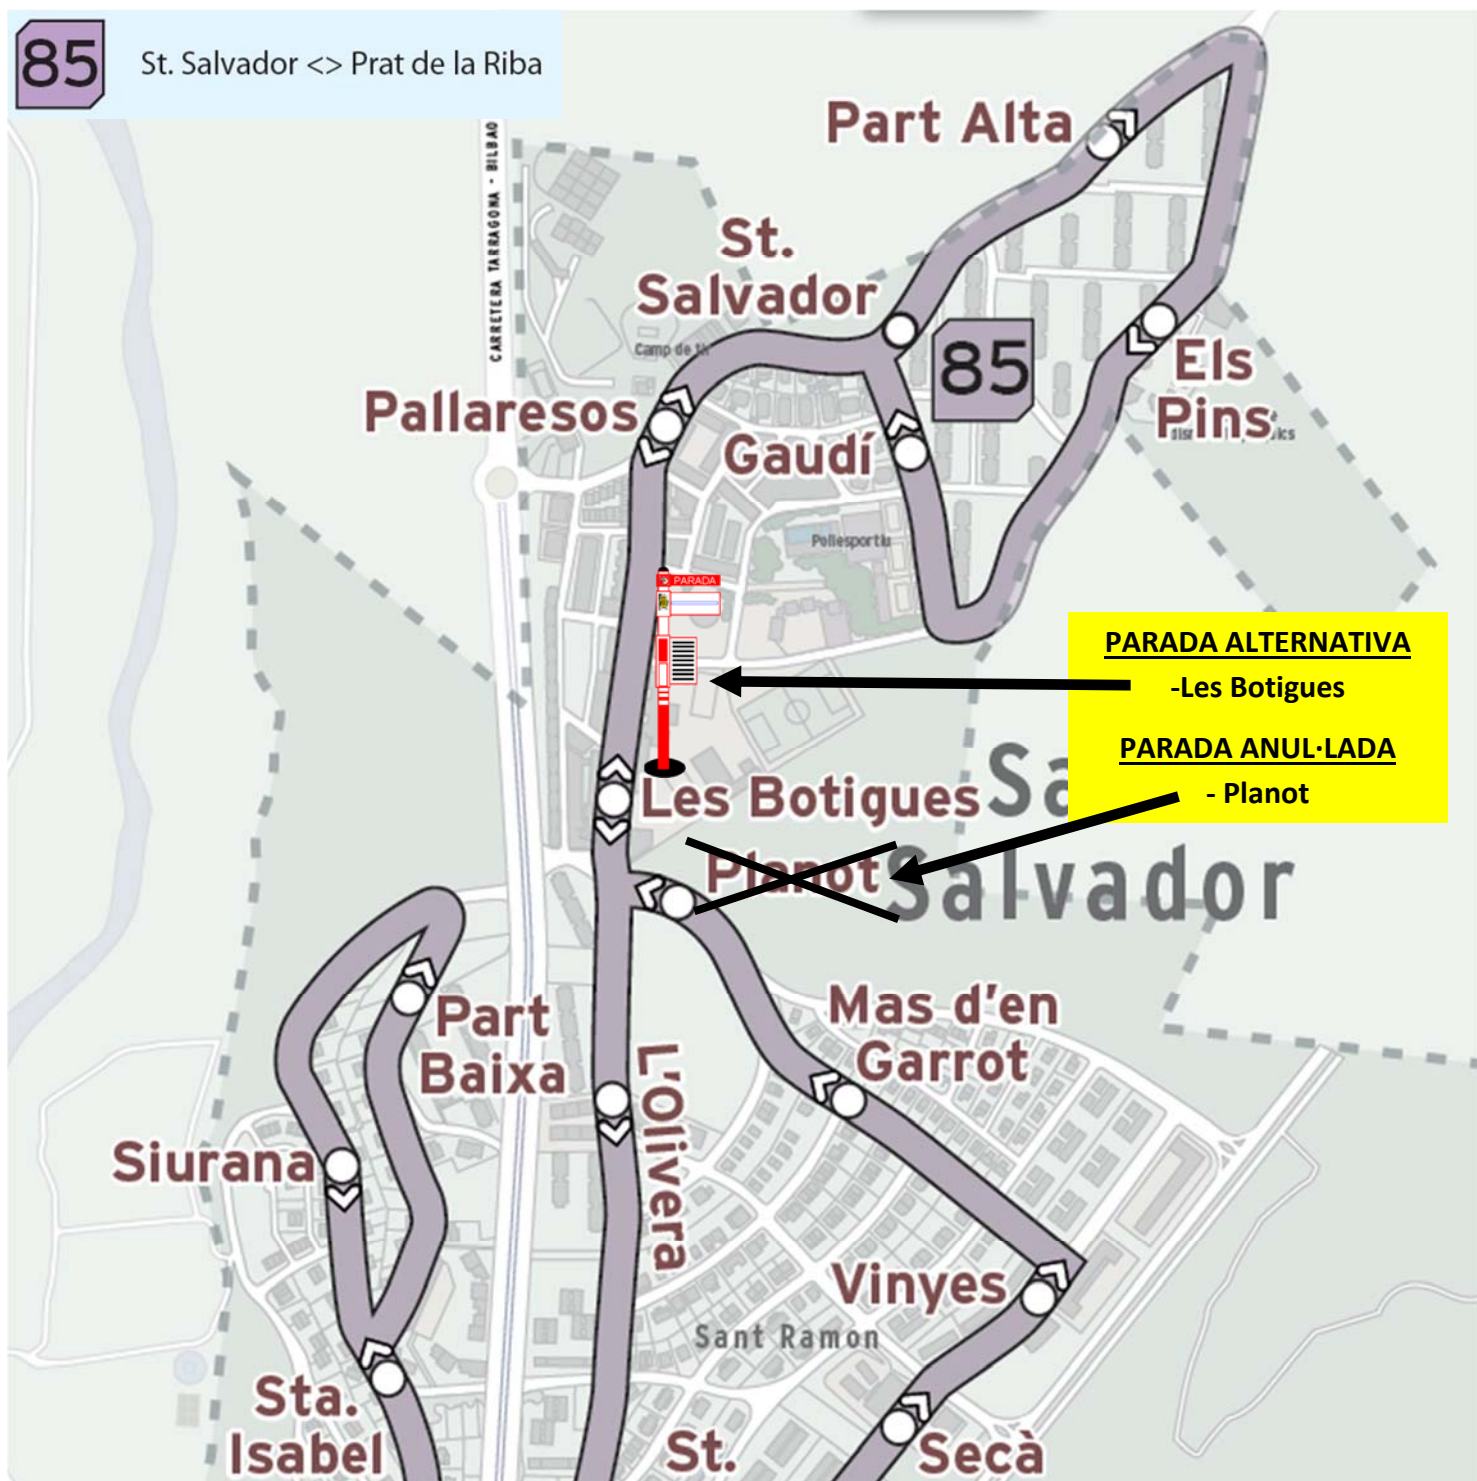 85
St. Salvador <> Prat de la Riba
CARRETERA TARRAGONA - BILBAO
Part Alta
St.
Salvador
Camp de
85
Els
Pins
Pallaresos
Gaudí
Poliesportiu
PARADA
PARADA ALTERNATIVA
-Les Botigues
PARADA ANUL·LADA
- Planot
Les Botigues
Planot
Salvador
Mas d'en
Garrot
Part
Baixa
L'Olivera
Siurana
Vinyes
Sant Ramon
Sta.
Isabel
St.
Secà